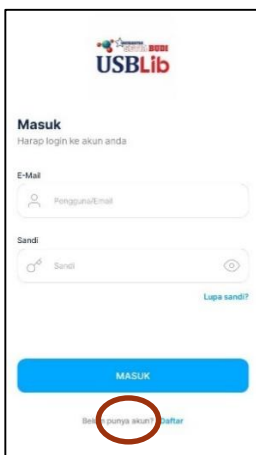 BUDI
USBLib
Masuk
Harap login ke akun anda
E-Mail
Pengguna/Email
Sandi
Sandi
Lupa sandi?
MASUK
Belum punya akun? Daftar